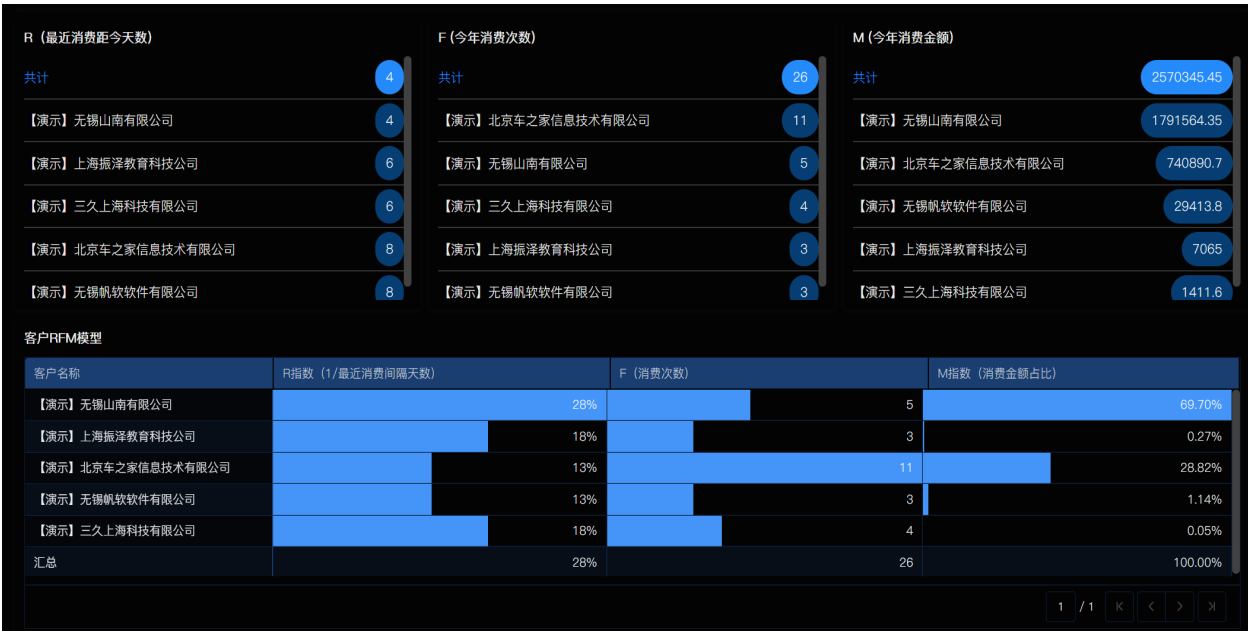 R（最近消费距今天数)
共计 4
【演示】无锡山南有限公司 4
【演示】上海振泽教育科技公司 6
【演示】三久上海科技有限公司 6
【演示】北京车之家信息技术有限公司 8
【演示】无锡帆软软件有限公司 8
F (今年消费次数)
共计 26
【演示】北京车之家信息技术有限公司 11
【演示】无锡山南有限公司 5
【演示】三久上海科技有限公司 4
【演示】上海振泽教育科技公司 3
【演示】无锡帆软软件有限公司 3
M (今年消费金额)
共计 2570345.45
【演示】无锡山南有限公司 1791564.35
【演示】北京车之家信息技术有限公司 740890.7
【演示】无锡帆软软件有限公司 29413.8
【演示】上海振泽教育科技公司 7065
【演示】三久上海科技有限公司 1411.6
客户RFM模型
客户名称 R指数（1/最近消费间隔天数） F（消费次数） M指数（消费金额占比）
【演示】无锡山南有限公司 28% 5 69.70%
【演示】上海振泽教育科技公司 18% 3 0.27%
【演示】北京车之家信息技术有限公司 13% 11 28.82%
【演示】无锡帆软软件有限公司 13% 3 1.14%
【演示】三久上海科技有限公司 18% 4 0.05%
汇总 28% 26 100.00%
1 / 1